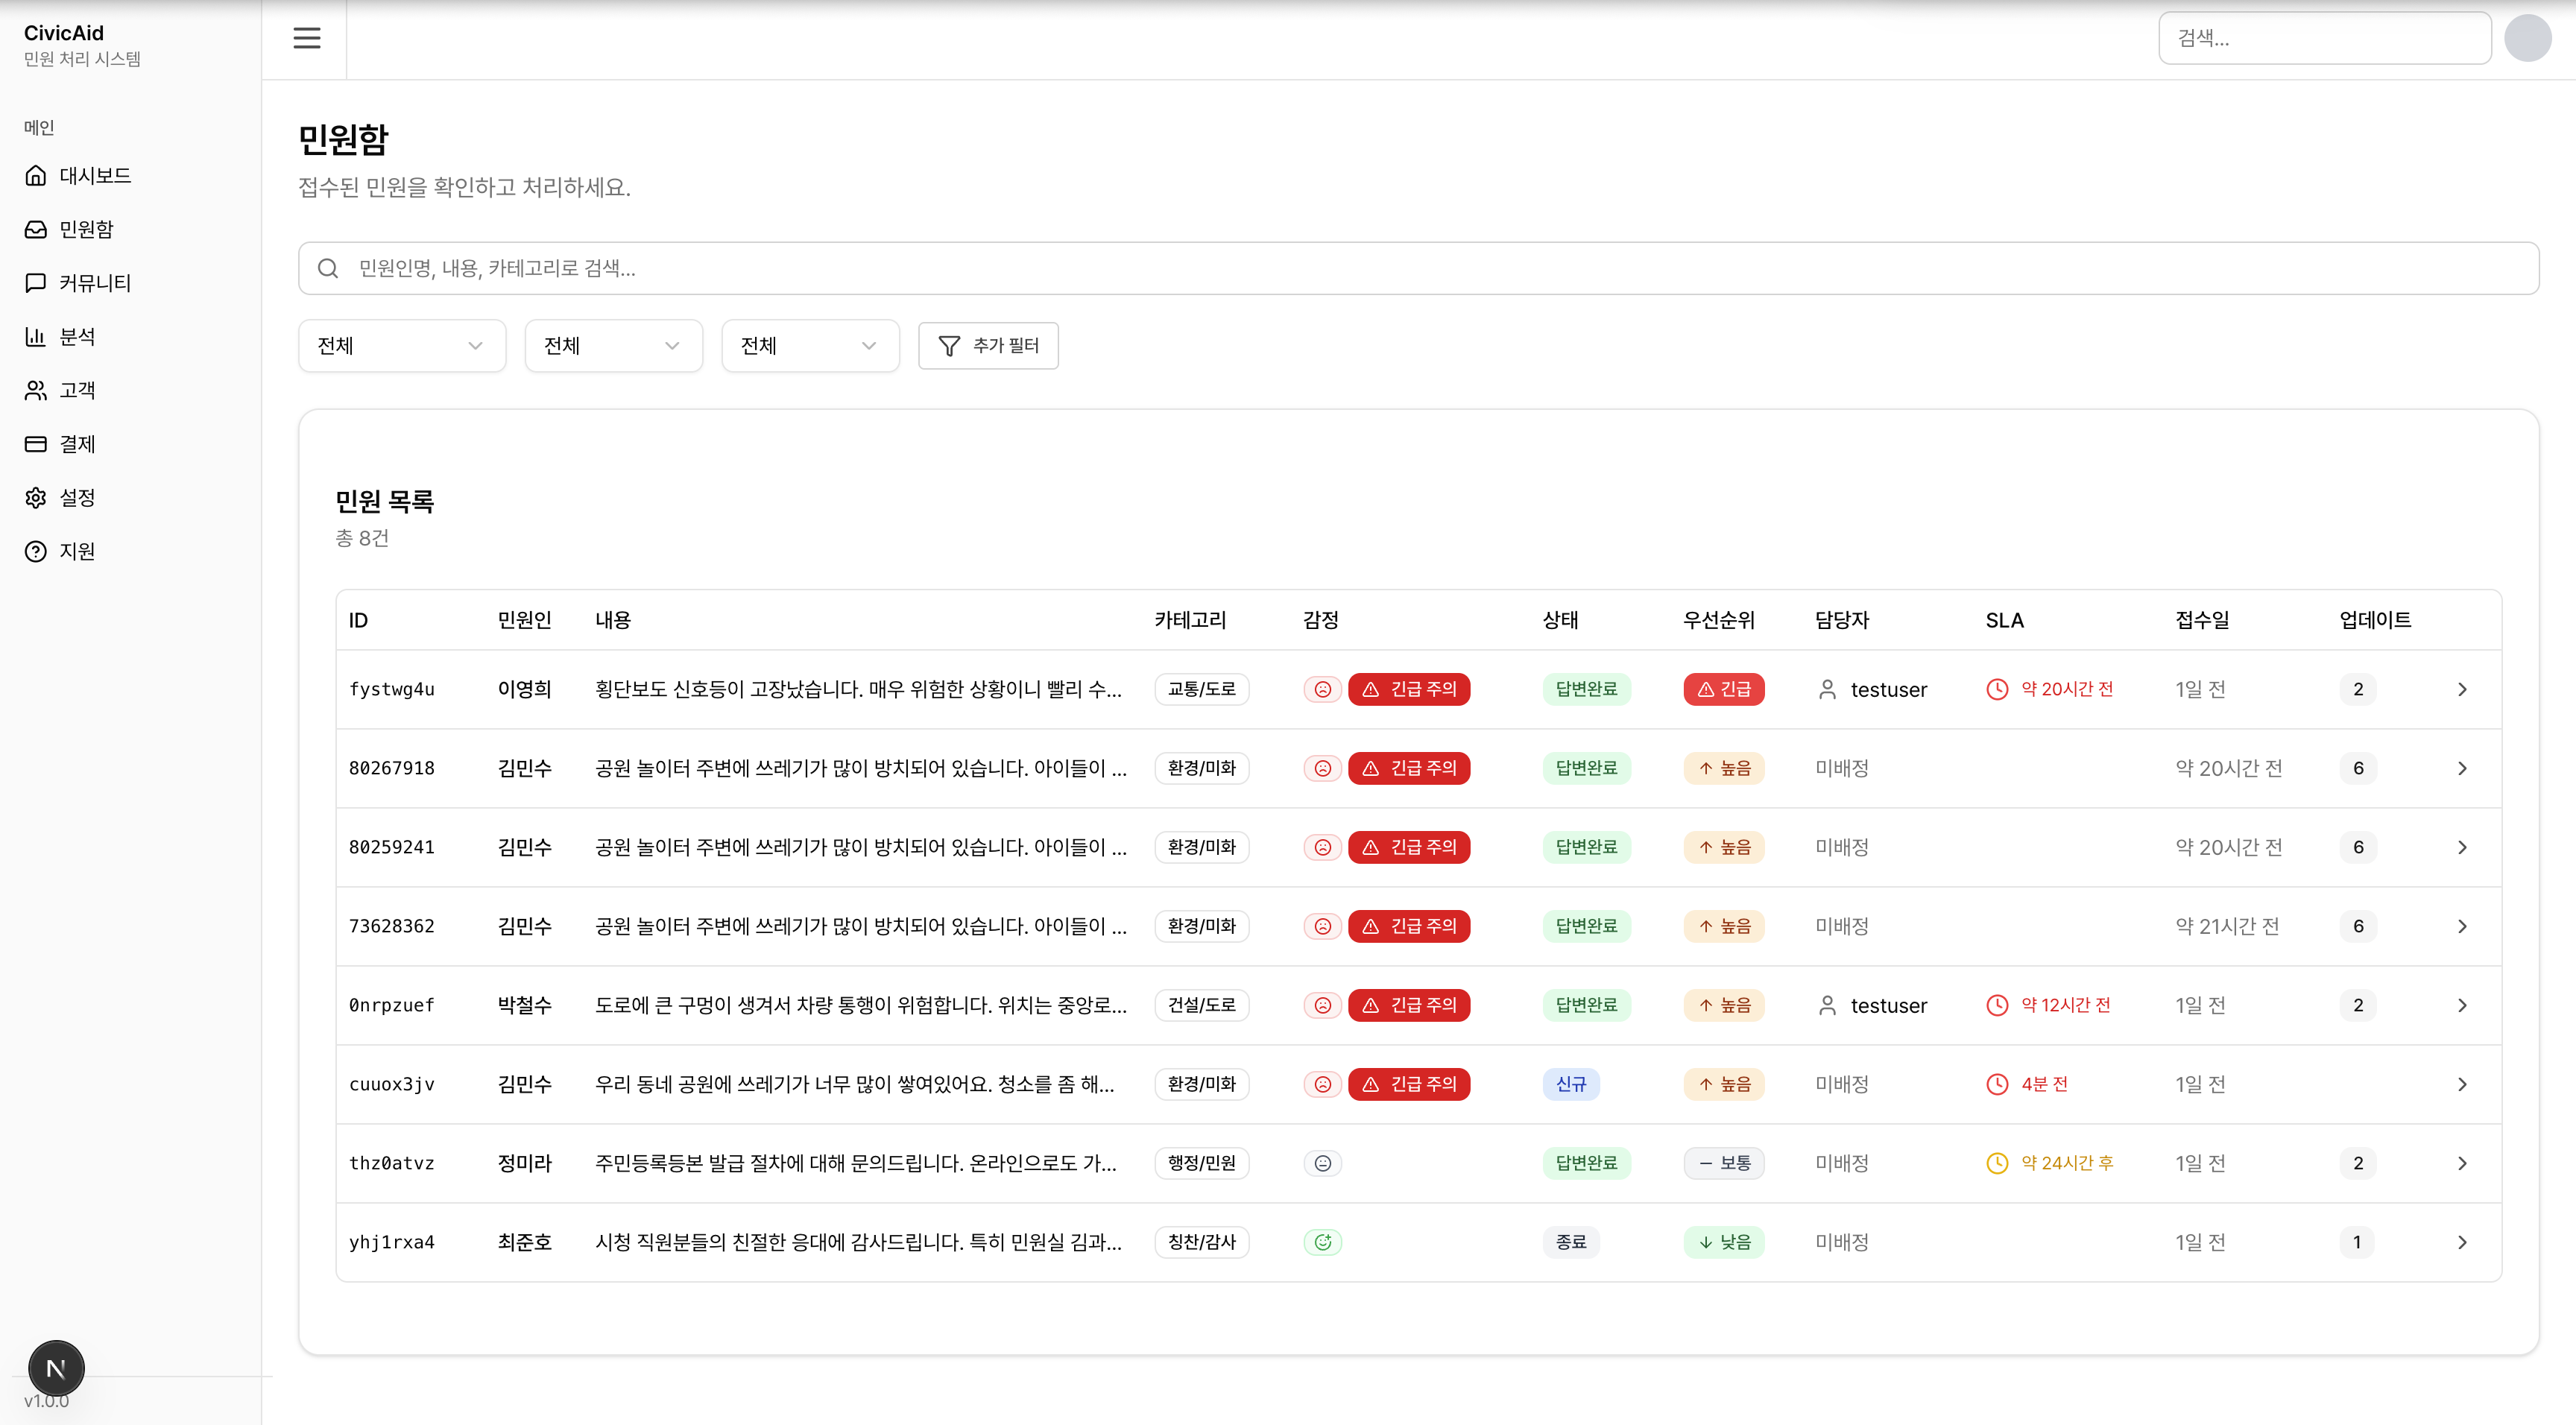 CivicAid
민원 처리 시스템
메인
대시보드
민원함
커뮤니티
분석
고객
결제
설정
지원
N
v1.0.0
검색...
민원함
접수된 민원을 확인하고 처리하세요.
민원인명, 내용, 카테고리로 검색...
전체 전체 전체 추가 필터
민원 목록
총 8건
ID 민원인 내용 카테고리 감정 상태 우선순위 담당자 SLA 접수일 업데이트
fystwg4u 이영희 횡단보도 신호등이 고장났습니다. 매우 위험한 상황이니 빨리 수... 교통/도로 긴급 주의 답변완료 긴급 testuser 약 20시간 전 1일 전 2
80267918 김민수 공원 놀이터 주변에 쓰레기가 많이 방치되어 있습니다. 아이들이 ... 환경/미화 긴급 주의 답변완료 높음 미배정 약 20시간 전 6
80259241 김민수 공원 놀이터 주변에 쓰레기가 많이 방치되어 있습니다. 아이들이 ... 환경/미화 긴급 주의 답변완료 높음 미배정 약 20시간 전 6
73628362 김민수 공원 놀이터 주변에 쓰레기가 많이 방치되어 있습니다. 아이들이 ... 환경/미화 긴급 주의 답변완료 높음 미배정 약 21시간 전 6
0nrpzuef 박철수 도로에 큰 구멍이 생겨서 차량 통행이 위험합니다. 위치는 중앙로... 건설/도로 긴급 주의 답변완료 높음 testuser 약 12시간 전 1일 전 2
cuuox3jv 김민수 우리 동네 공원에 쓰레기가 너무 많이 쌓여있어요. 청소를 좀 해... 환경/미화 긴급 주의 신규 높음 미배정 4분 전 1일 전
thz0atvz 정미라 주민등록등본 발급 절차에 대해 문의드립니다. 온라인으로도 가... 행정/민원 답변완료 보통 미배정 약 24시간 후 1일 전 2
yhj1rxa4 최준호 시청 직원분들의 친절한 응대에 감사드립니다. 특히 민원실 김과... 칭찬/감사 종료 낮음 미배정 1일 전 1